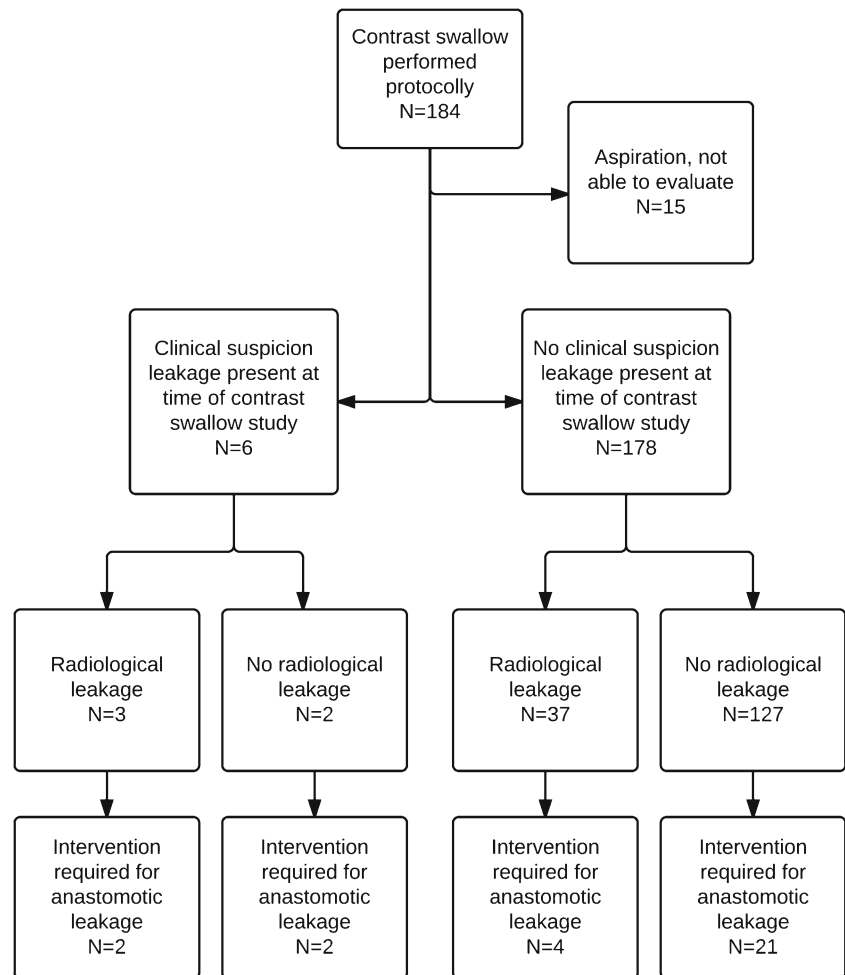 Contrast swallow
performed
protocolly
N=184
Aspiration, not
able to evaluate
N=15
Clinical suspicion
leakage present at
time of contrast
swallow study
N=6
No clinical suspicion
leakage present at
time of contrast
swallow study
N=178
Radiological
leakage
N=3
No radiological
leakage
N=2
Radiological
leakage
N=37
No radiological
leakage
N=127
Intervention
required for
anastomotic
leakage
N=2
Intervention
required for
anastomotic
leakage
N=2
Intervention
required for
anastomotic
leakage
N=4
Intervention
required for
anastomotic
leakage
N=21